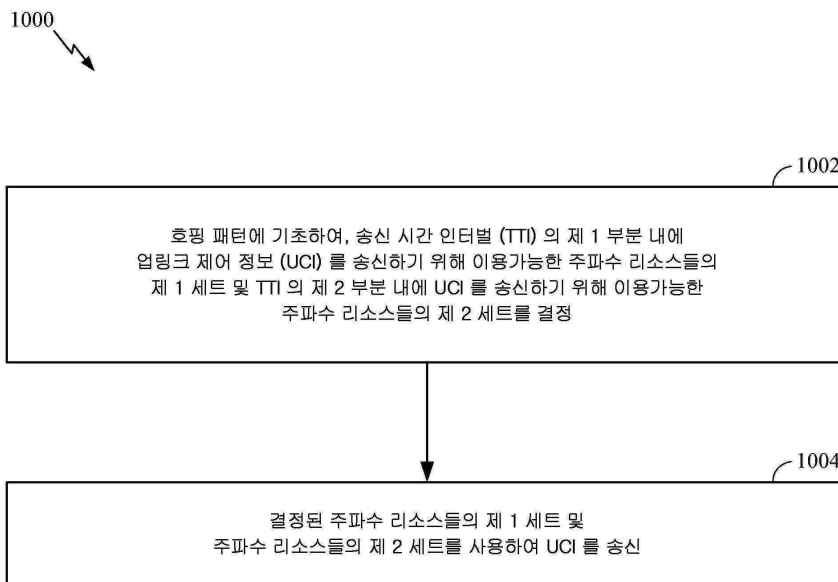 1000
1002
호핑 패턴에 기초하여, 송신 시간 인터벌 (TTI) 의 제 1 부분 내에
업링크 제어 정보 (UCI) 를 송신하기 위해 이용가능한 주파수 리소스들의
제 1 세트 및 TTI 의 제 2 부분 내에 UCI 를 송신하기 위해 이용가능한
주파수 리소스들의 제 2 세트를 결정
1004
결정된 주파수 리소스들의 제 1 세트 및
주파수 리소스들의 제 2 세트를 사용하여 UCI 를 송신